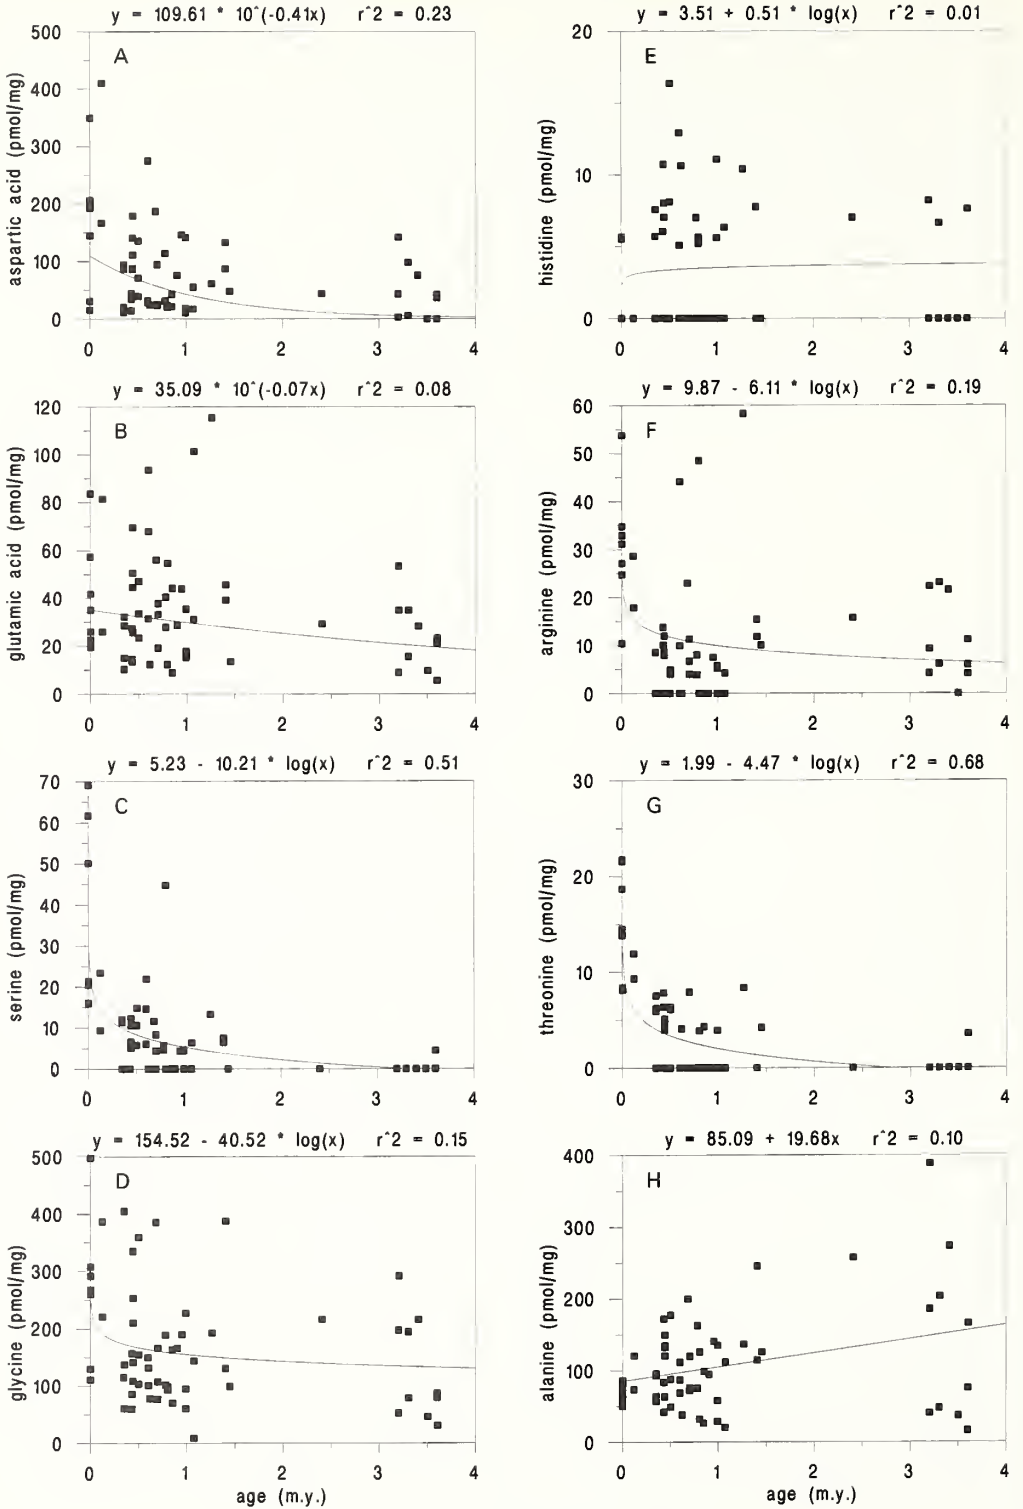 y = 109.61 * 10^(-0.41x) r^2 = 0.23
A
aspartic acid (pmol/mg)
500
400
300
200
100
0
0 1 2 3 4
y = 3.51 + 0.51 * log(x) r^2 = 0.01
E
histidine (pmol/mg)
20
10
0
0 1 2 3 4
y = 35.09 * 10^(-0.07x) r^2 = 0.08
B
glutamic acid (pmol/mg)
120
100
80
60
40
20
0
0 1 2 3 4
y = 9.87 - 6.11 * log(x) r^2 = 0.19
F
arginine (pmol/mg)
60
50
40
30
20
10
0
0 1 2 3 4
y = 5.23 - 10.21 * log(x) r^2 = 0.51
C
serine (pmol/mg)
70
60
50
40
30
20
10
0
0 1 2 3 4
y = 1.99 - 4.47 * log(x) r^2 = 0.68
G
threonine (pmol/mg)
30
20
10
0
0 1 2 3 4
y = 154.52 - 40.52 * log(x) r^2 = 0.15
D
glycine (pmol/mg)
500
400
300
200
100
0
0 1 2 3 4
age (m.y.)
y = 85.09 + 19.68x r^2 = 0.10
H
alanine (pmol/mg)
400
300
200
100
0
0 1 2 3 4
age (m.y.)